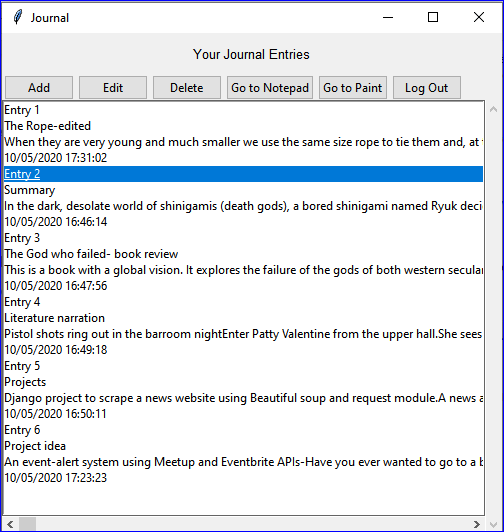 Journal
Your Journal Entries
Add Edit Delete Go to Notepad Go to Paint Log Out
Entry 1
The Rope-edited
When they are very young and much smaller we use the same size rope to tie them and, at
10/05/2020 17:31:02
Entry 2
Summary
In the dark, desolate world of shinigamis (death gods), a bored shinigami named Ryuk deci
10/05/2020 16:46:14
Entry 3
The God who failed- book review
This is a book with a global vision. It explores the failure of the gods of both western secular
10/05/2020 16:47:56
Entry 4
Literature narration
Pistol shots ring out in the barroom nightEnter Patty Valentine from the upper hall.She sees
10/05/2020 16:49:18
Entry 5
Projects
Django project to scrape a news website using Beautiful soup and request module.A news a
10/05/2020 16:50:11
Entry 6
Project idea
An event-alert system using Meetup and Eventbrite APIs-Have you ever wanted to go to a
10/05/2020 17:23:23